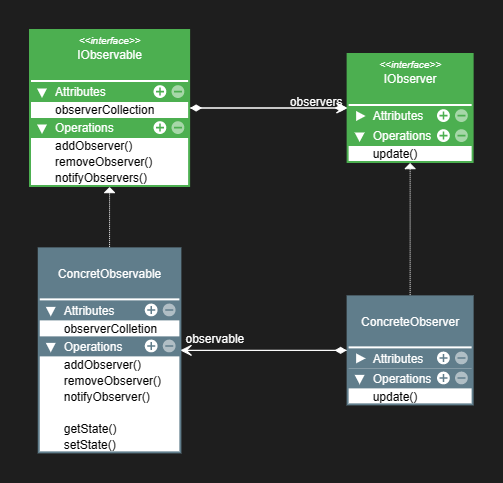 <<interface>>
IObservable
Attributes
observerCollection
Operations
addObserver()
removeObserver()
notifyObservers()
observers
<<interface>>
IObserver
Attributes
Operations
update()
ConcretObservable
Attributes
observerColletion
Operations
addObserver()
removeObserver()
notifyObserver()
getState()
setState()
observable
ConcreteObserver
Attributes
Operations
update()